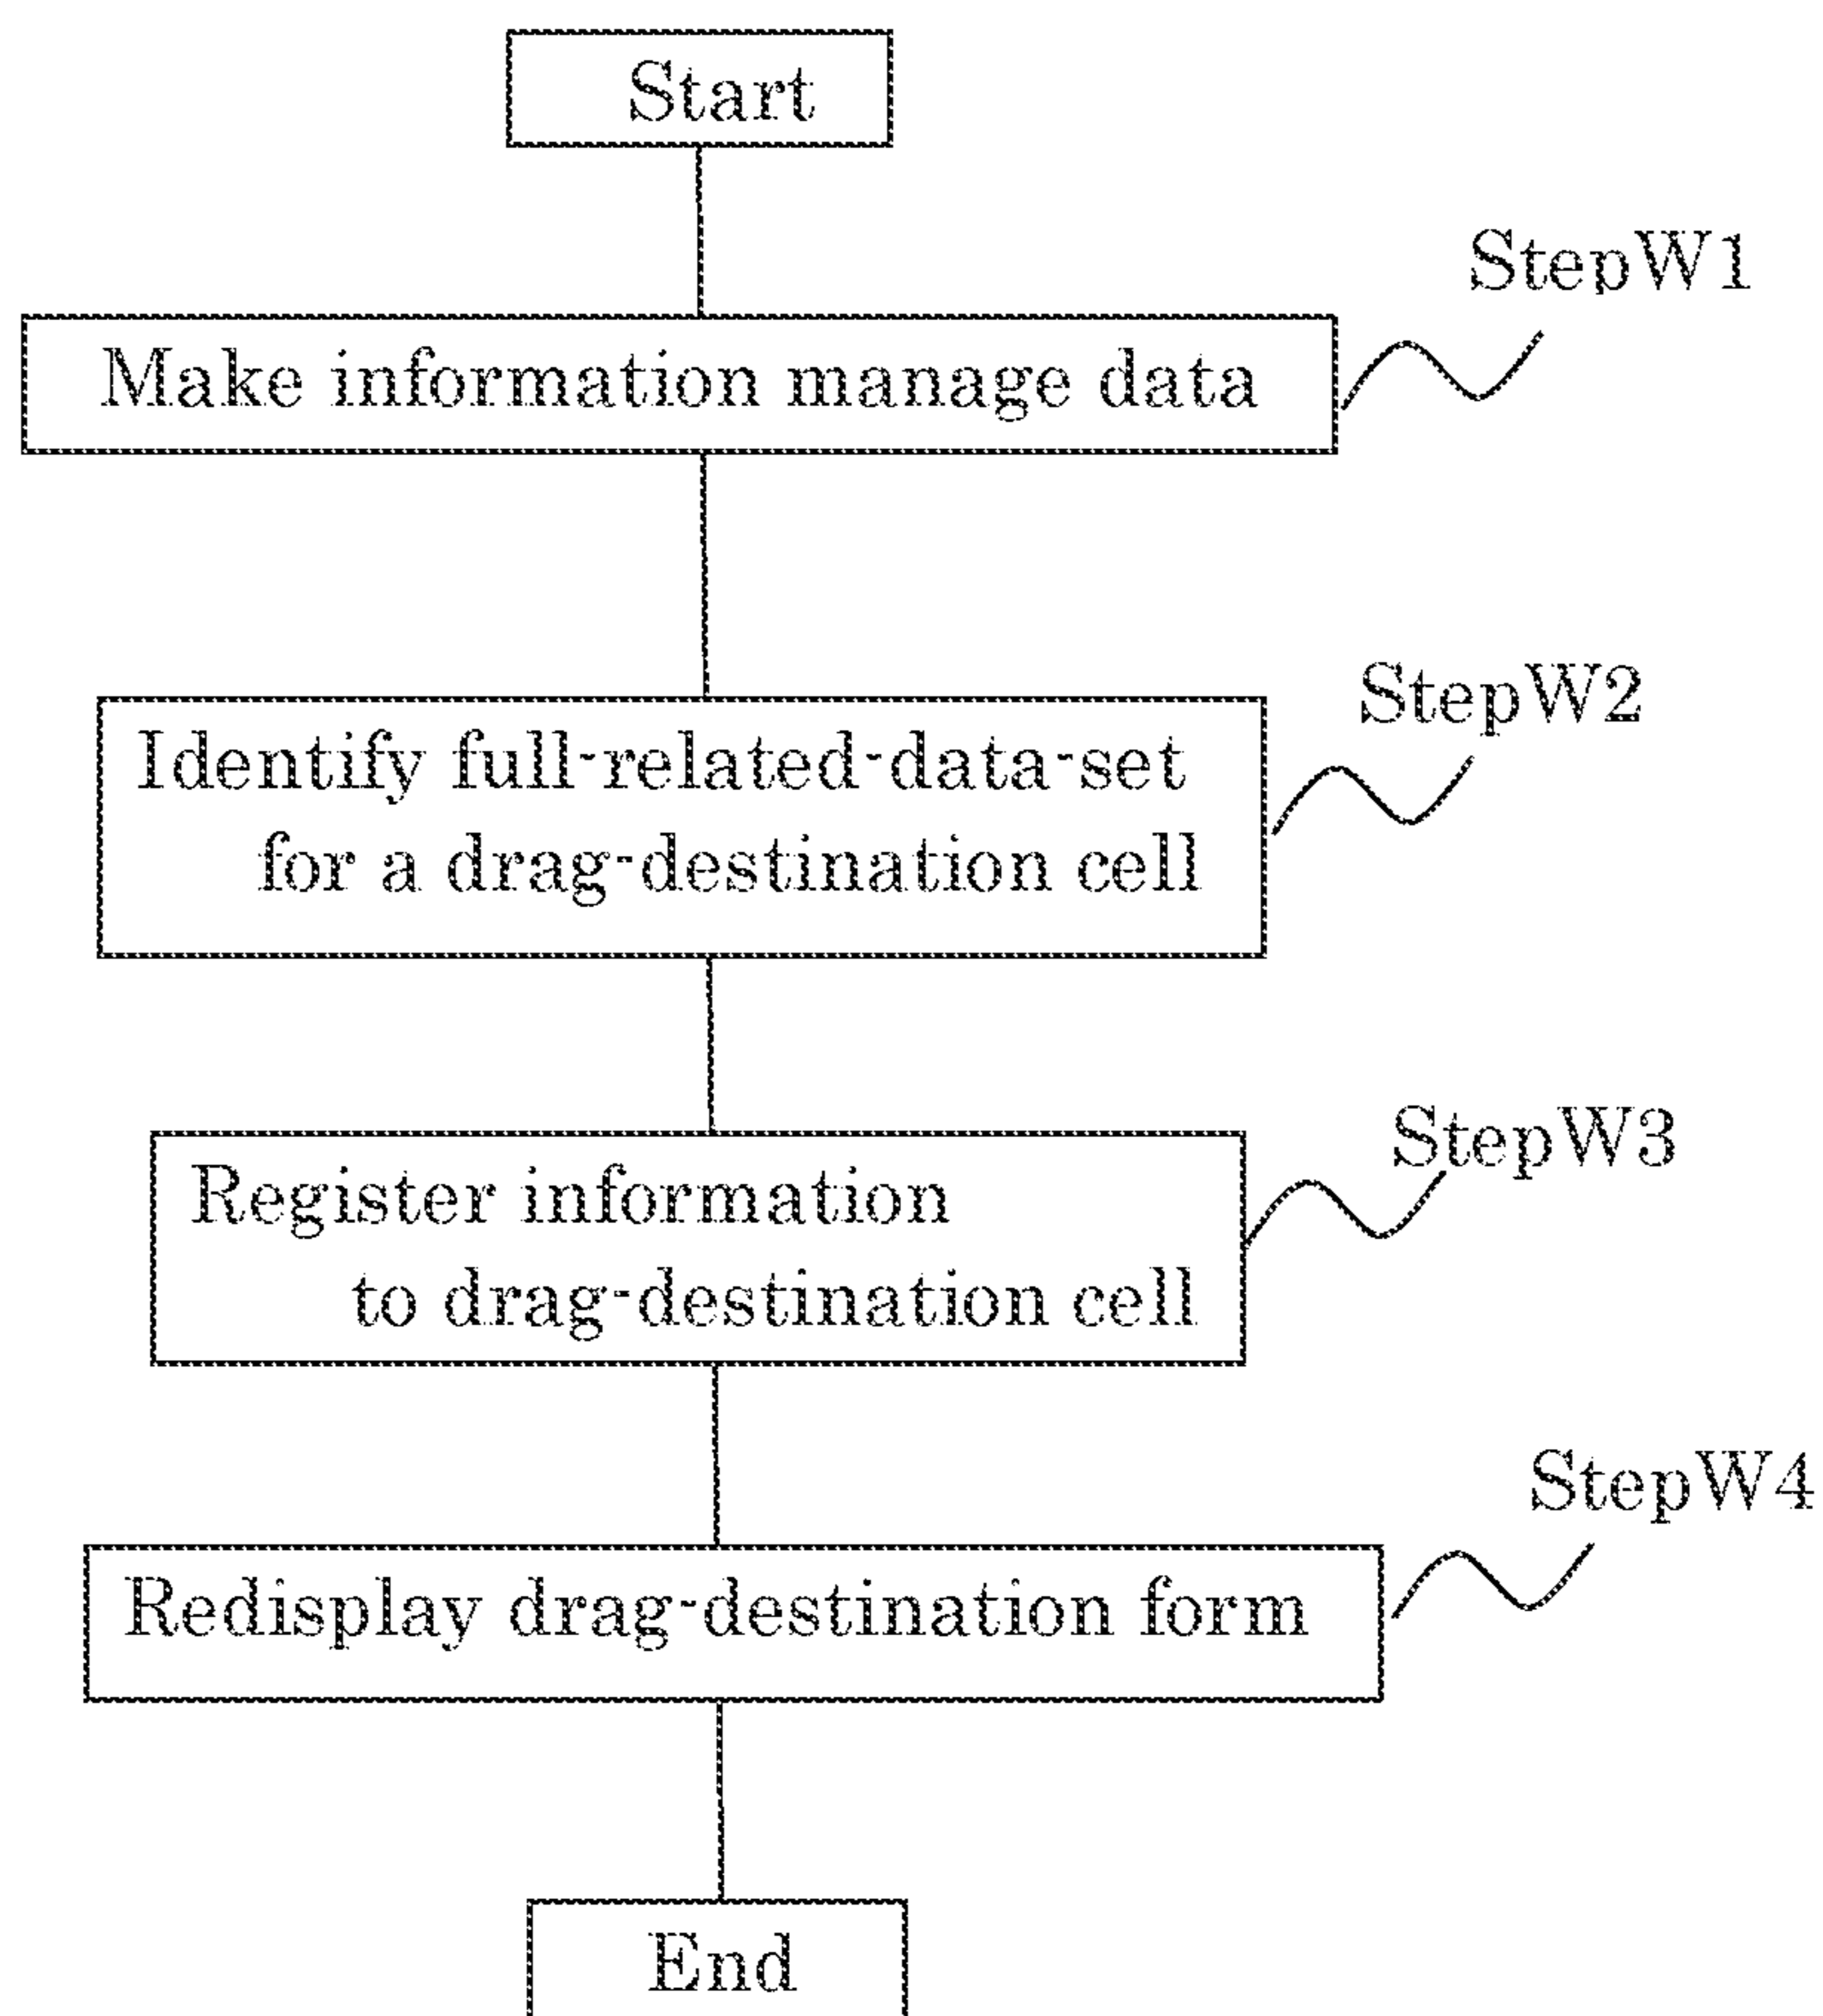 Start
StepW1
Make information manage data
StepW2
Identify full-related-data-set
for a drag-destination cell
StepW3
Register information
to drag-destination cell
StepW4
Redisplay drag-destination form
End